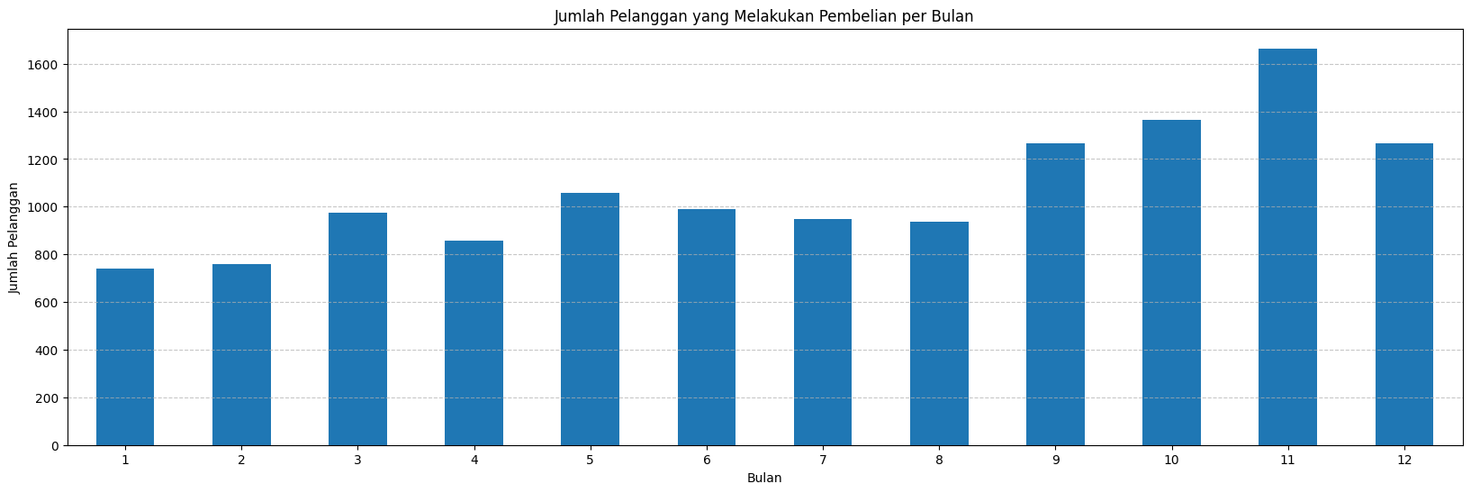 Jumlah Pelanggan yang Melakukan Pembelian per Bulan
Jumlah Pelanggan
1600
1400
1200
1000
800
600
400
200
0
1 2 3 4 5 6 7 8 9 10 11 12
Bulan